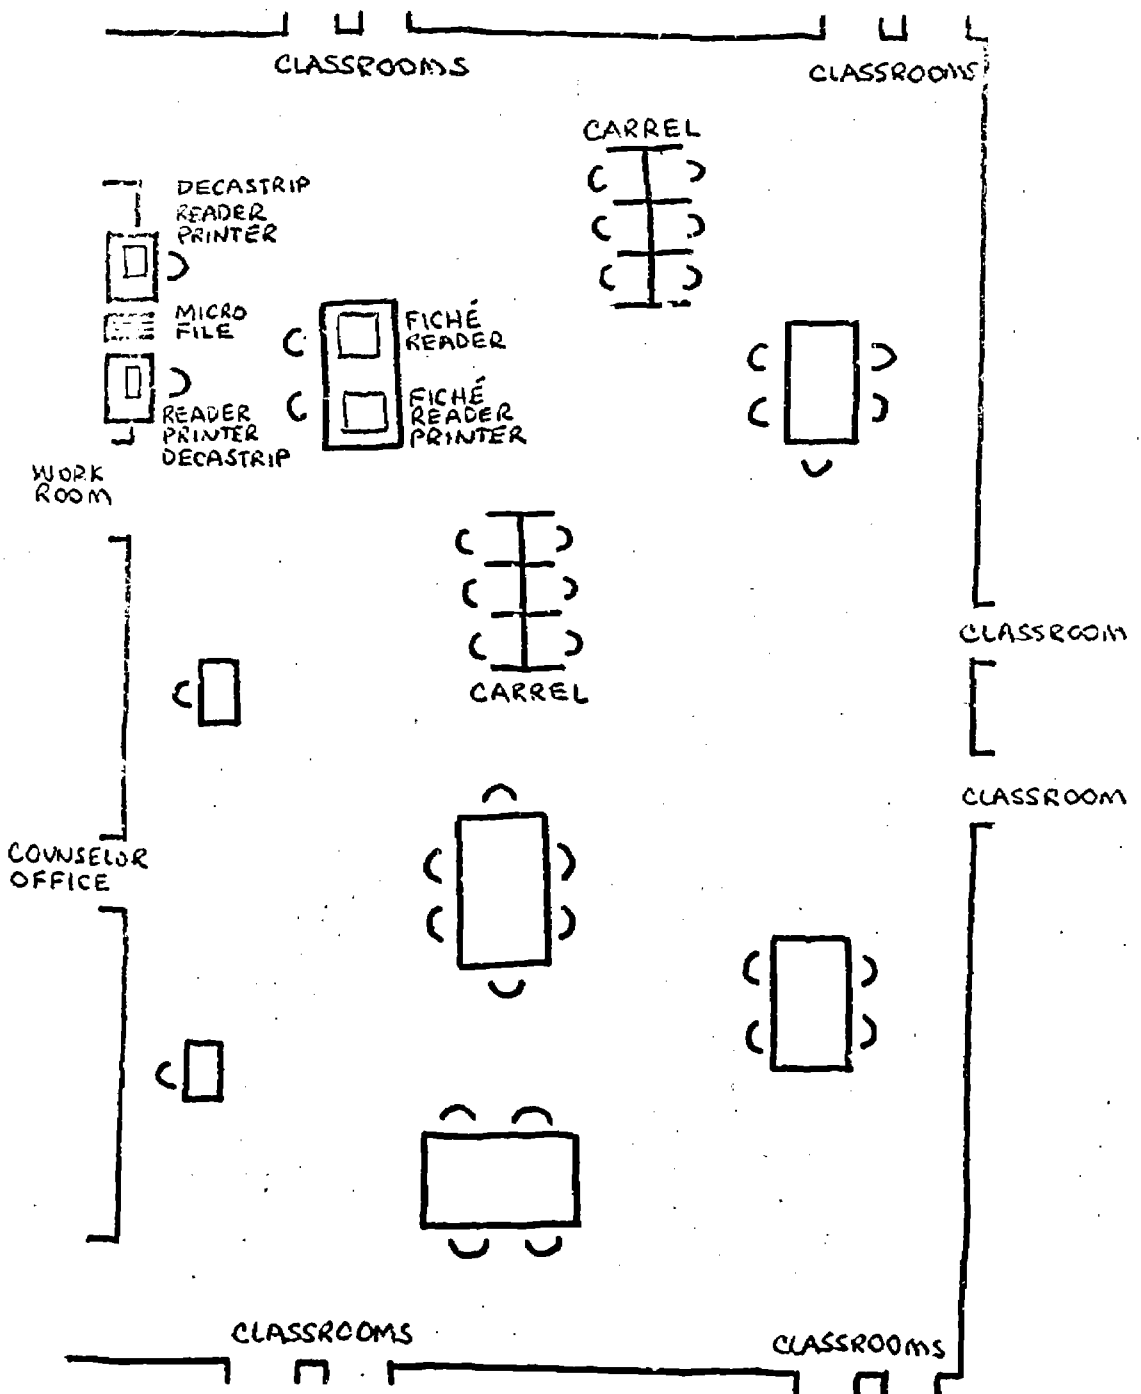 CLASSROOMS
CLASSROOMS
CARREL
DECASTRIP
READER
PRINTER
MICRO
FILE
FICHÉ
READER
FICHÉ
READER
PRINTER
READER
PRINTER
DECASTRIP
WORK
ROOM
CLASSROOM
CARREL
CLASSROOM
COUNSELOR
OFFICE
CLASSROOMS
CLASSROOMS